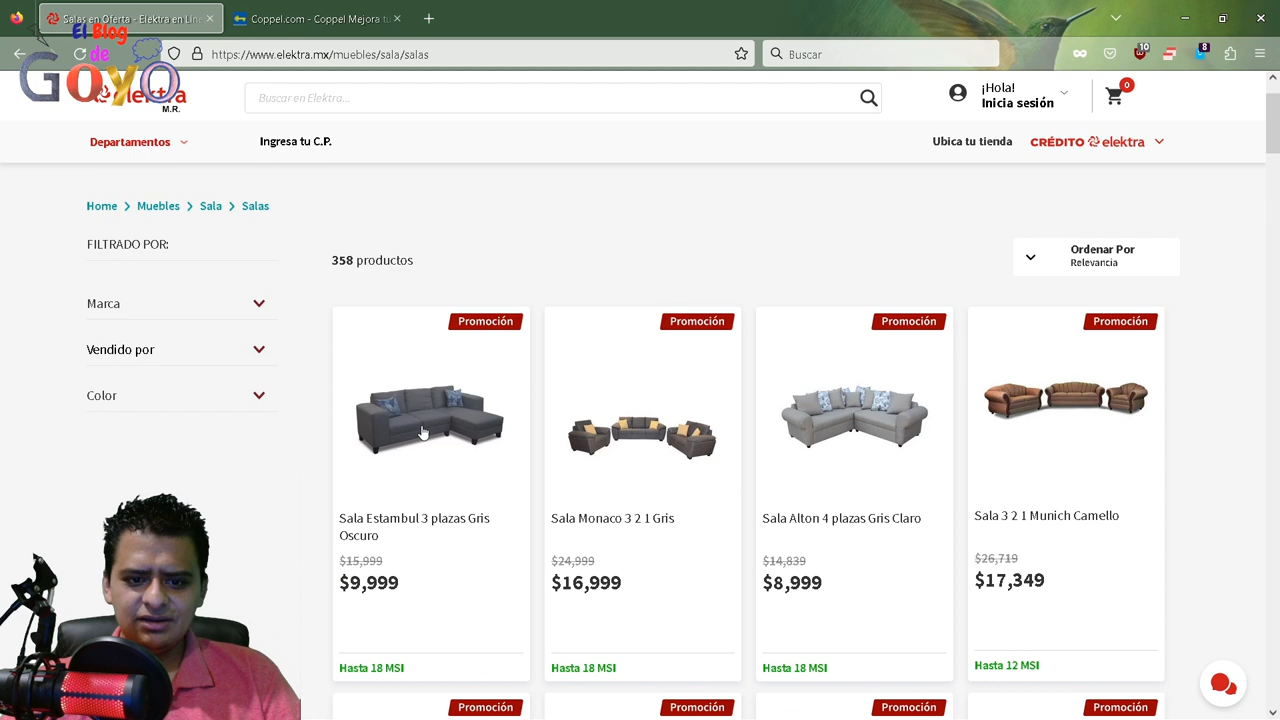 Salas en Oferta - Elektra en Líne
Coppel.com - Coppel Mejora tu
El Blog
de
GOYO
M.R.
https://www.elektra.mx/muebles/sala/salas
Buscar
10
8
elektra
Buscar en Elektra...
¡Hola!
Inicia sesión
0
Departamentos
Ingresa tu C.P.
Ubica tu tienda
CRÉDITO elektra
Home > Muebles > Sala > Salas
FILTRADO POR:
358 productos
Ordenar Por
Relevancia
Marca
Vendido por
Color
Promoción
Promoción
Promoción
Promoción
Sala Estambul 3 plazas Gris
Oscuro
$15,999
$9,999
Hasta 18 MSI
Sala Monaco 3 2 1 Gris
$24,999
$16,999
Hasta 18 MSI
Sala Alton 4 plazas Gris Claro
$14,839
$8,999
Hasta 18 MSI
Sala 3 2 1 Munich Camello
$26,719
$17,349
Hasta 12 MSI
Promoción
Promoción
Promoción
Promoción